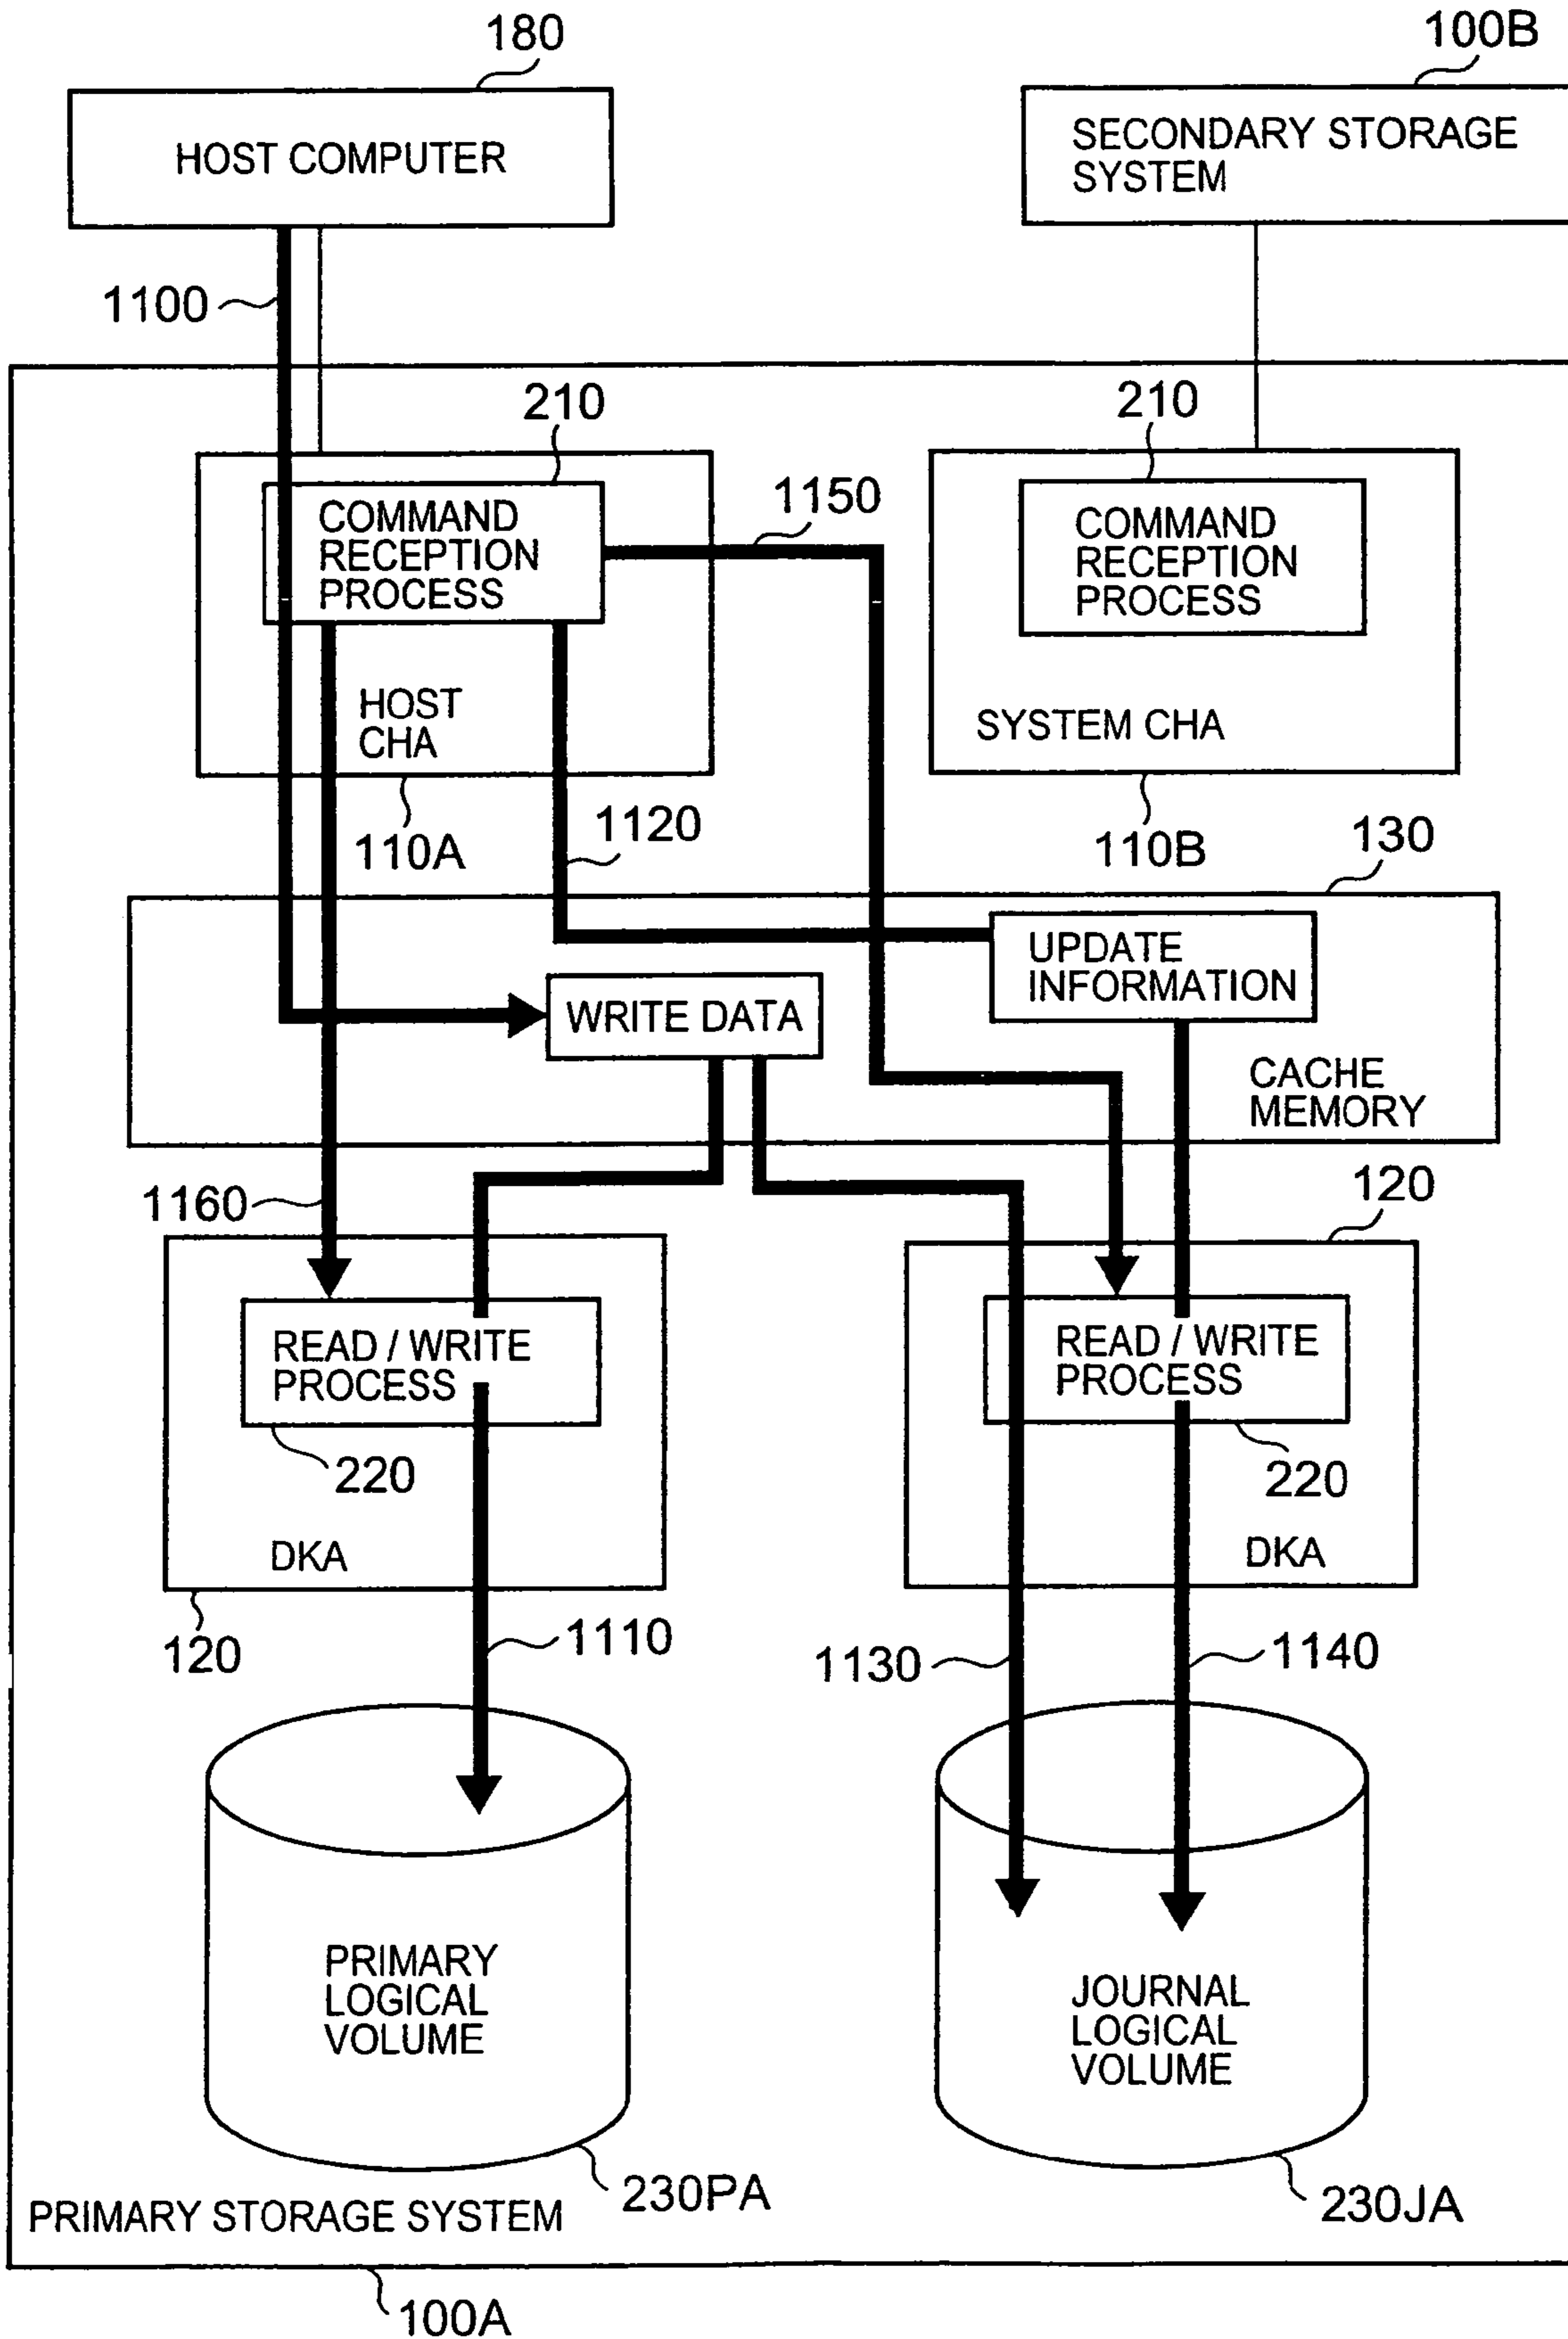 180
100B
HOST COMPUTER
SECONDARY STORAGE
SYSTEM
1100
210
210
1150
COMMAND
RECEPTION
PROCESS
COMMAND
RECEPTION
PROCESS
HOST
CHA
SYSTEM CHA
110A
1120
110B
130
UPDATE
INFORMATION
WRITE DATA
CACHE
MEMORY
1160
120
READ / WRITE
PROCESS
READ / WRITE
PROCESS
220
220
DKA
DKA
120
1110
1130
1140
PRIMARY
LOGICAL
VOLUME
JOURNAL
LOGICAL
VOLUME
230PA
230JA
PRIMARY STORAGE SYSTEM
100A